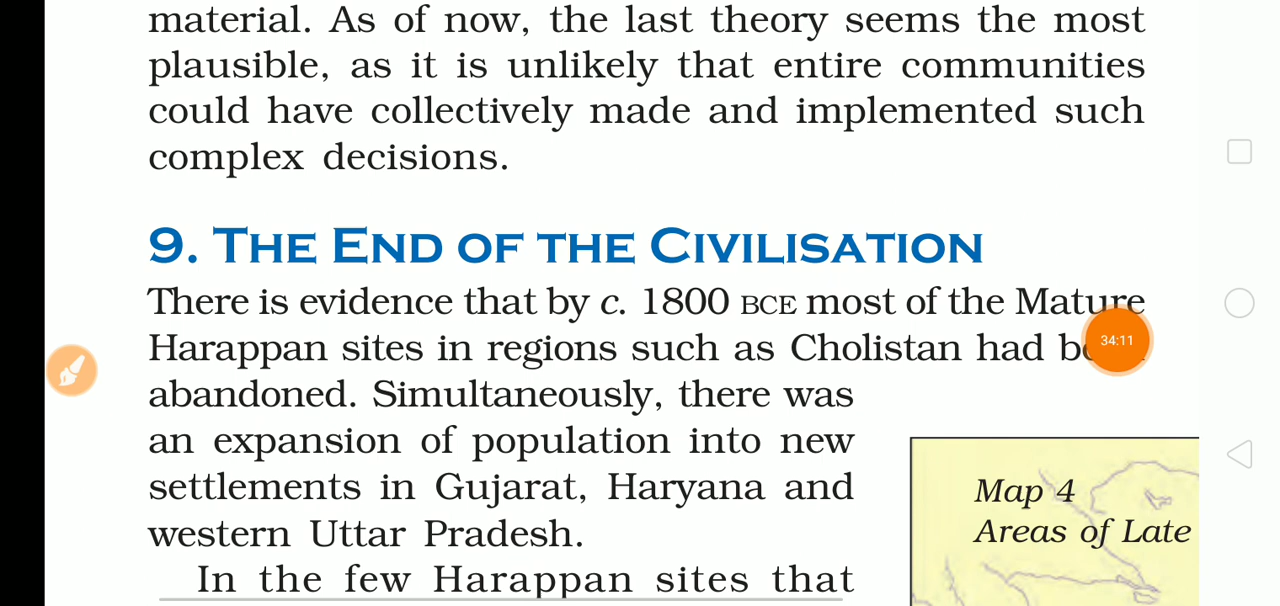 material. As of now, the last theory seems the most
plausible, as it is unlikely that entire communities
could have collectively made and implemented such
complex decisions.
9. THE END OF THE CIVILISATION
There is evidence that by c. 1800 BCE most of the Mature
Harappan sites in regions such as Cholistan had
34:11
abandoned. Simultaneously, there was
an expansion of population into new
settlements in Gujarat, Haryana and
western Uttar Pradesh.
In the few Harappan sites that
Map 4
Areas of Late